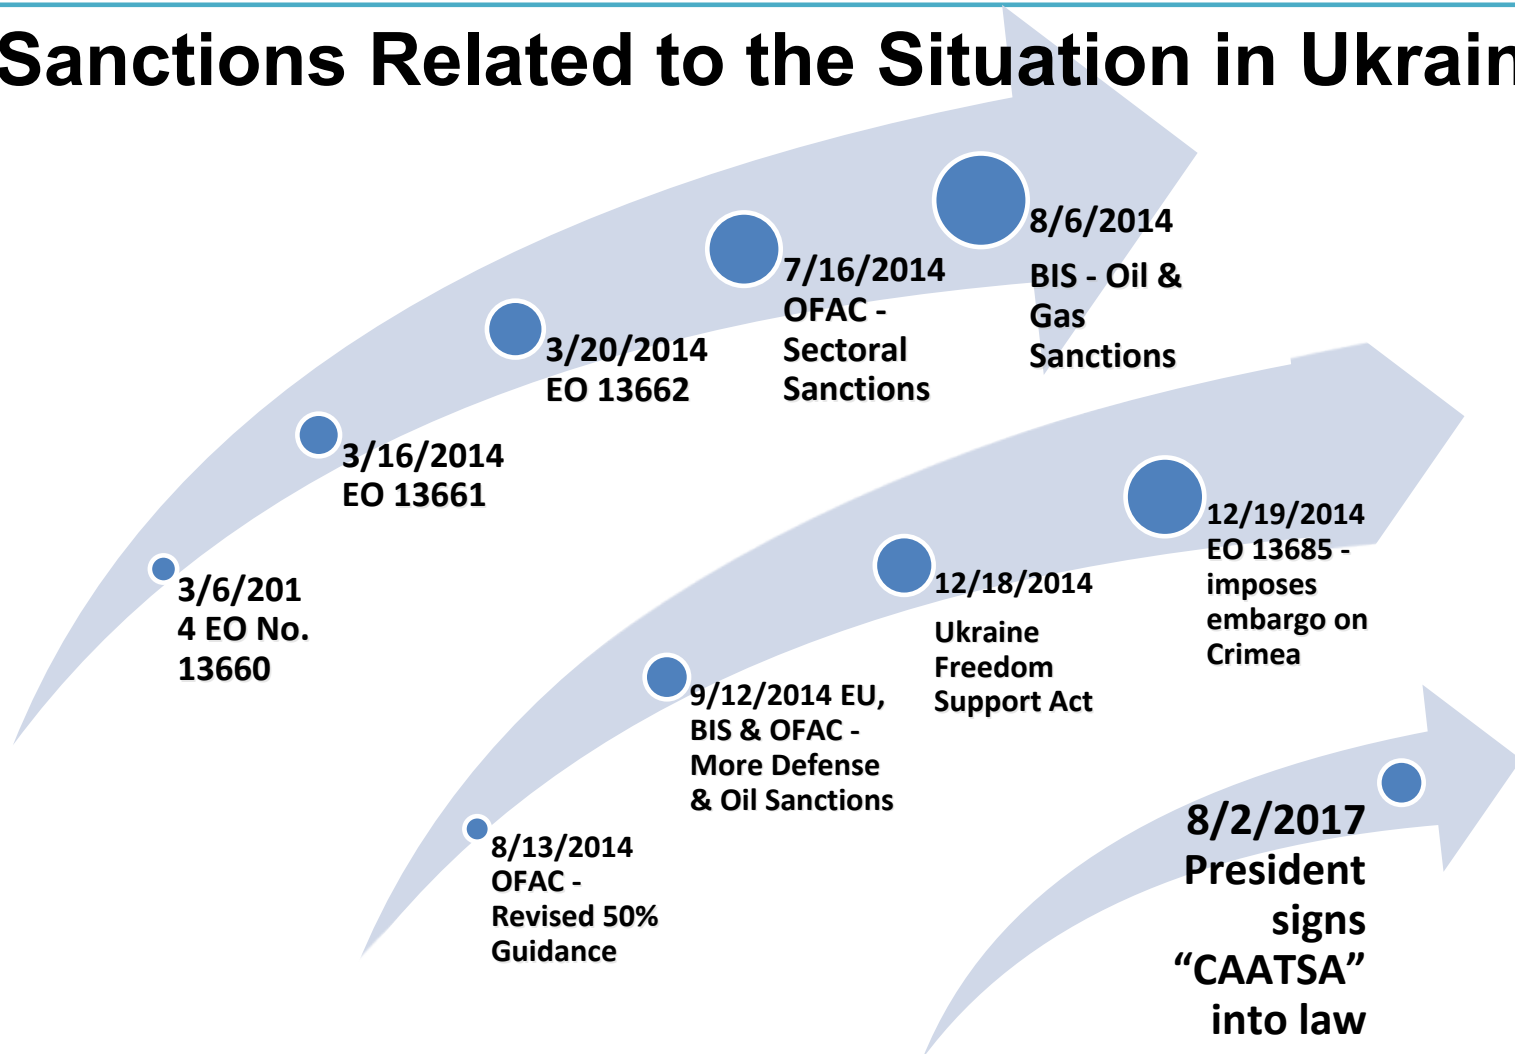 Sanctions Related to the Situation in Ukrain
3/6/201
4 EO No.
13660
3/16/2014
EO 13661
3/20/2014
EO 13662
7/16/2014
OFAC -
Sectoral
Sanctions
8/6/2014
BIS - Oil &
Gas
Sanctions
8/13/2014
OFAC -
Revised 50%
Guidance
9/12/2014 EU,
BIS & OFAC -
More Defense
& Oil Sanctions
12/18/2014
Ukraine
Freedom
Support Act
12/19/2014
EO 13685 -
imposes
embargo on
Crimea
8/2/2017
President
signs
“CAATSA”
into law